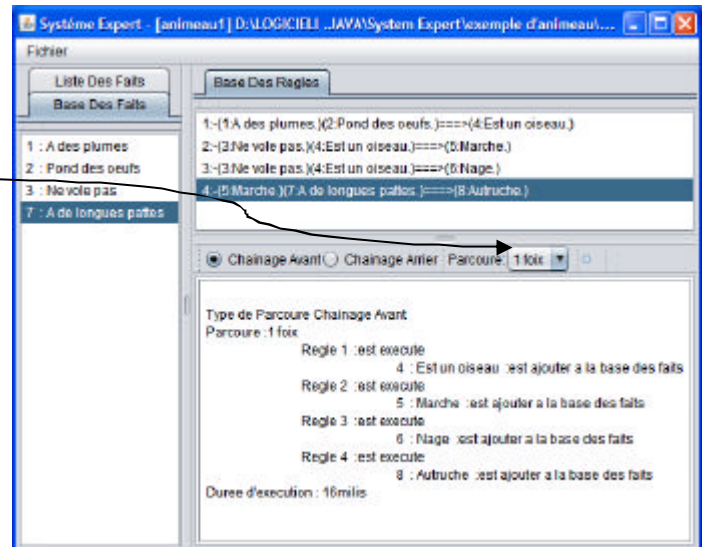 Système Expert - [animeau1] D:\LOGICIELI ..JAVA\System Expert\exemple d'animeau\....
Fichier
Liste Des Faits
Base Des Faits
1 : A des plumes
2 : Pond des oeufs
3 : Ne vole pas
7 : A de longues pattes
Base Des Regles
1:-(1:A des plumes.)(2:Pond des oeufs.)===>(4:Est un oiseau.)
2:-(3:Ne vole pas.)(4:Est un oiseau.)===>(5:Marche.)
3:-(3:Ne vole pas.)(4:Est un oiseau.)===>(6:Nage.)
4:-(5:Marche.)(7:A de longues pattes.)===>(8:Autruche.)
Chainage Avant Chainage Arrier Parcoure: 1 foix
Type de Parcoure Chainage Avant
Parcoure :1 foix
Regle 1 :est execute
4 : Est un oiseau :est ajouter a la base des faits
Regle 2 :est execute
5 : Marche :est ajouter a la base des faits
Regle 3 :est execute
6 : Nage :est ajouter a la base des faits
Regle 4 :est execute
8 : Autruche :est ajouter a la base des faits
Duree d'execution : 16milis